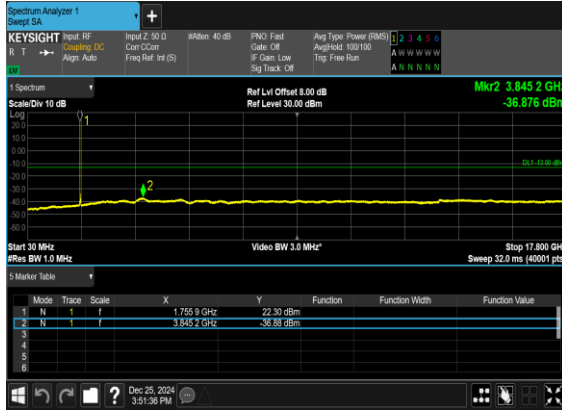 Spectrum Analyzer 1
Swept SA
+
KEYSIGHT Input: RF Input Z: 50 Ω #Atten: 40 dB PNO: Fast Avg Type: Power (RMS) 1 2 3 4 5 6
R T Coupling: DC Corr CCorr Gate: Off Avg|Hold: 100/100 A W W W W W
Align: Auto Freq Ref: Int (S) IF Gain: Low Trig: Free Run
LXI Sig Track: Off A N N N N N
1 Spectrum Ref Lvl Offset 8.00 dB Mkr2 3.845 2 GHz
Scale/Div 10 dB Ref Level 30.00 dBm -36.876 dBm
Log
1
20.0
10.0
0.00
-10.0
DL1 -13.00 dBm
-20.0
-30.0
2
-40.0
-50.0
-60.0
Start 30 MHz Video BW 3.0 MHz* Stop 17.800 GHz
#Res BW 1.0 MHz Sweep 32.0 ms (40001 pts)
5 Marker Table
Mode Trace Scale X Y Function Function Width Function Value
1 N 1 f 1.755 9 GHz 22.30 dBm
2 N 1 f 3.845 2 GHz -36.88 dBm
3
4
5
6
? Dec 25, 2024
3:51:36 PM